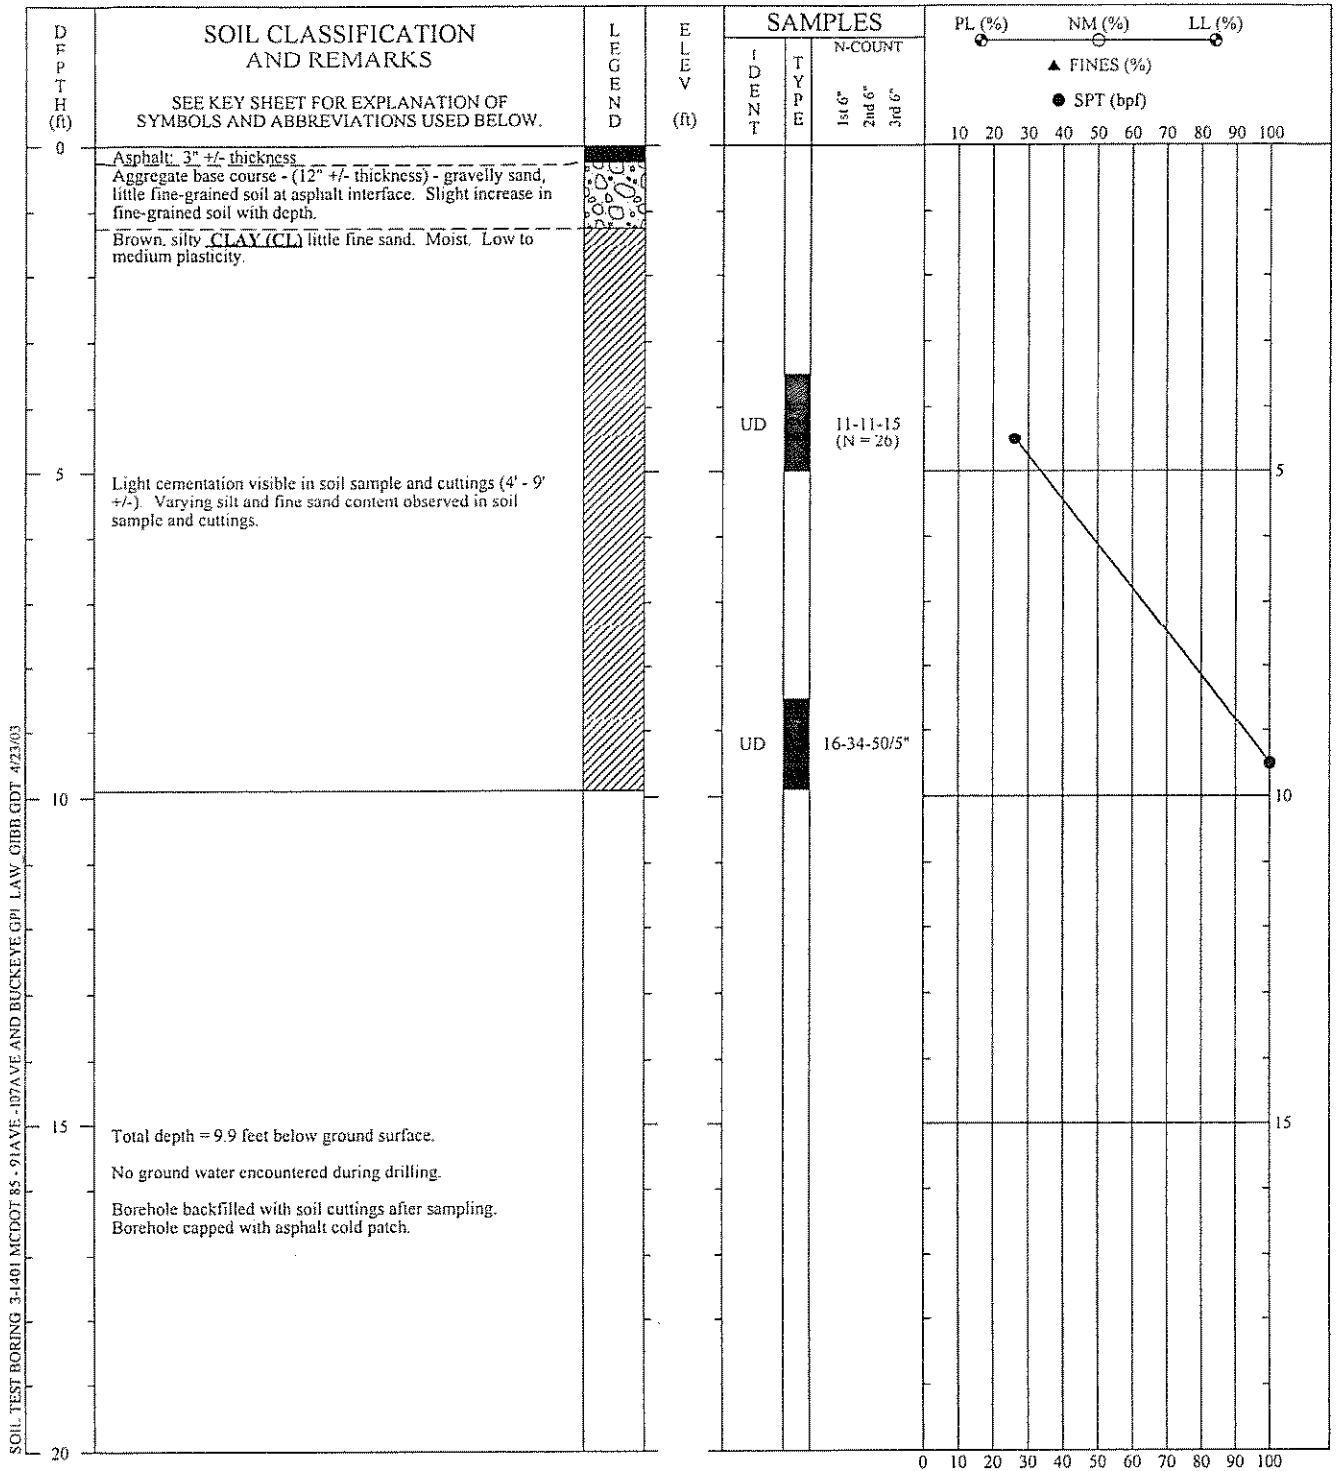 DEPTH
(ft)
SOIL CLASSIFICATION
AND REMARKS
SEE KEY SHEET FOR EXPLANATION OF
SYMBOLS AND ABBREVIATIONS USED BELOW.
LEGEND
ELEV
(ft)
SAMPLES
IDENT
TYPE
N-COUNT
1st 6"
2nd 6"
3rd 6"
PL (%)
NM (%)
LL (%)
▲ FINES (%)
● SPT (bpf)
10 20 30 40 50 60 70 80 90 100
0
Asphalt: 3" +/- thickness
Aggregate base course - (12" +/- thickness) - gravelly sand,
little fine-grained soil at asphalt interface. Slight increase in
fine-grained soil with depth.
Brown, silty CLAY (CL) little fine sand. Moist. Low to
medium plasticity.
UD
11-11-15
(N = 26)
5
5
Light cementation visible in soil sample and cuttings (4' - 9'
+/-). Varying silt and fine sand content observed in soil
sample and cuttings.
UD
16-34-50/5"
10
10
15
15
Total depth = 9.9 feet below ground surface.
No ground water encountered during drilling.
Borehole backfilled with soil cuttings after sampling.
Borehole capped with asphalt cold patch.
20
0 10 20 30 40 50 60 70 80 90 100
SOIL TEST BORING 3-1401 MCDOT 85 - 91AVE - 107AVE AND BUCKEYE.GPJ LAW_GIBB.GDT 4/23/03